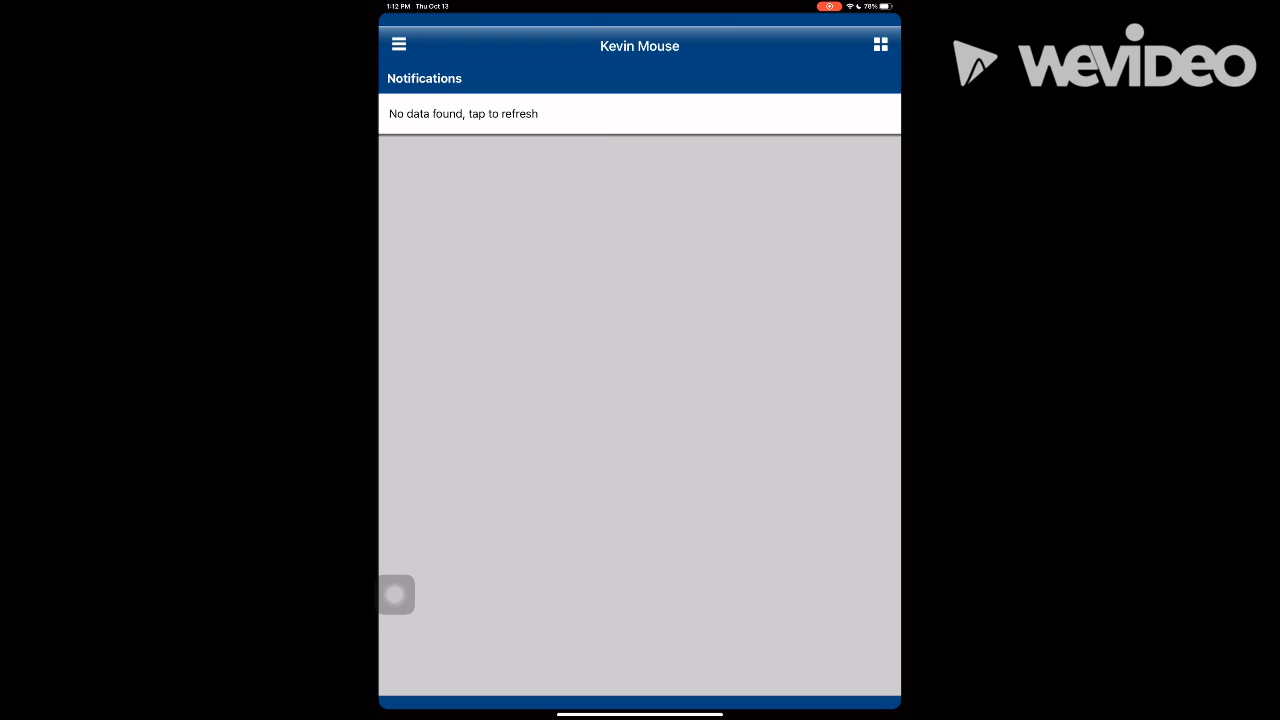 1:12 PM Thu Oct 13
78%
WEVIDEO
Kevin Mouse
Notifications
No data found, tap to refresh